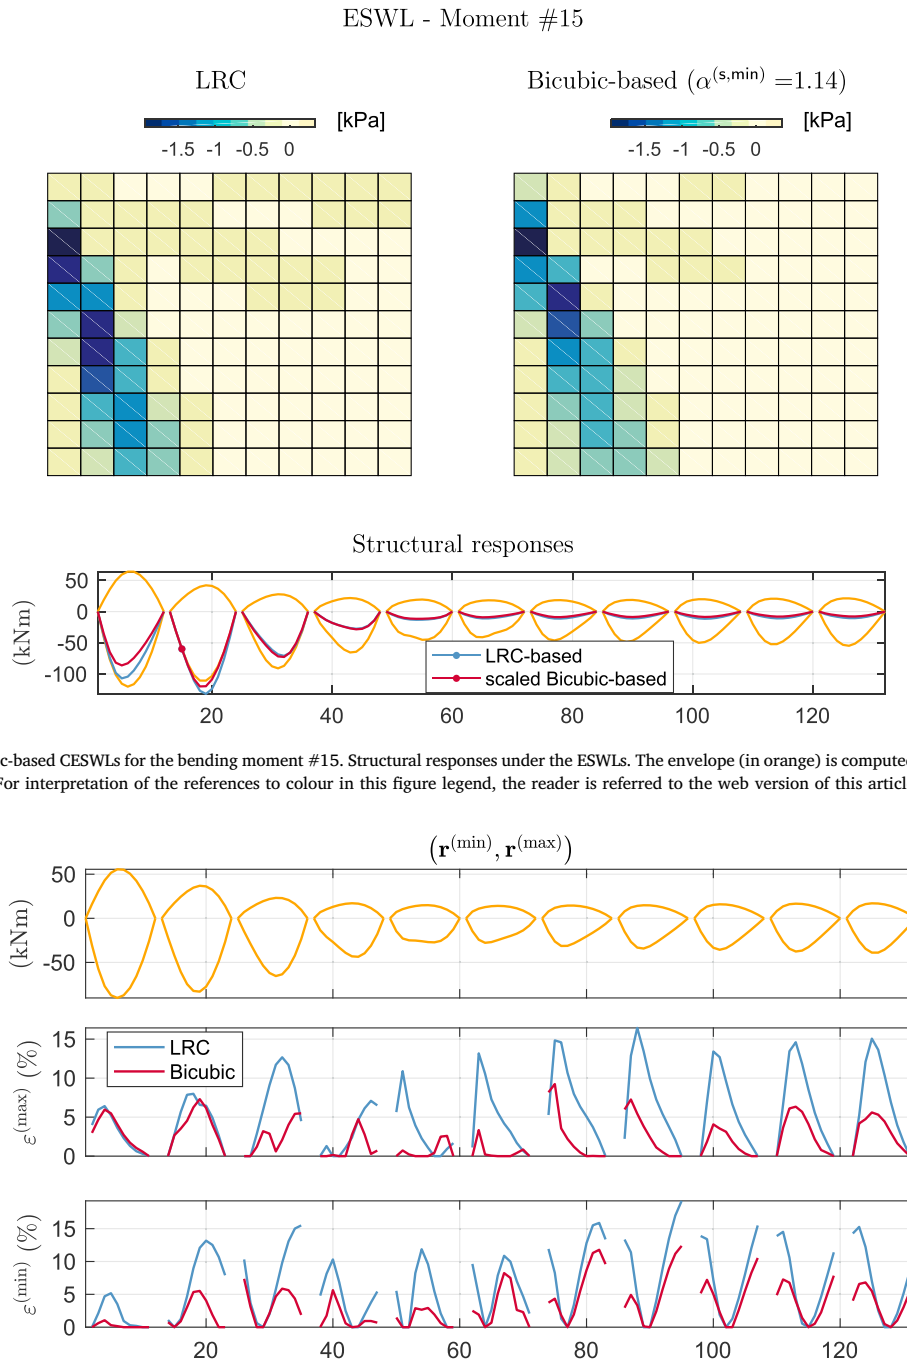 ESWL - Moment #15
LRC
Bicubic-based (α(s,min) =1.14)
[kPa]
-1.5 -1 -0.5 0
[kPa]
-1.5 -1 -0.5 0
Structural responses
(kNm)
50
0
-50
-100
LRC-based
scaled Bicubic-based
20 40 60 80 100 120
c-based CESWLs for the bending moment #15. Structural responses under the ESWLs. The envelope (in orange) is computed
For interpretation of the references to colour in this figure legend, the reader is referred to the web version of this articl
(r(min), r(max))
(kNm)
50
0
-50
ε(max) (%)
15
10
5
0
LRC
Bicubic
ε(min) (%)
15
10
5
0
20 40 60 80 100 120